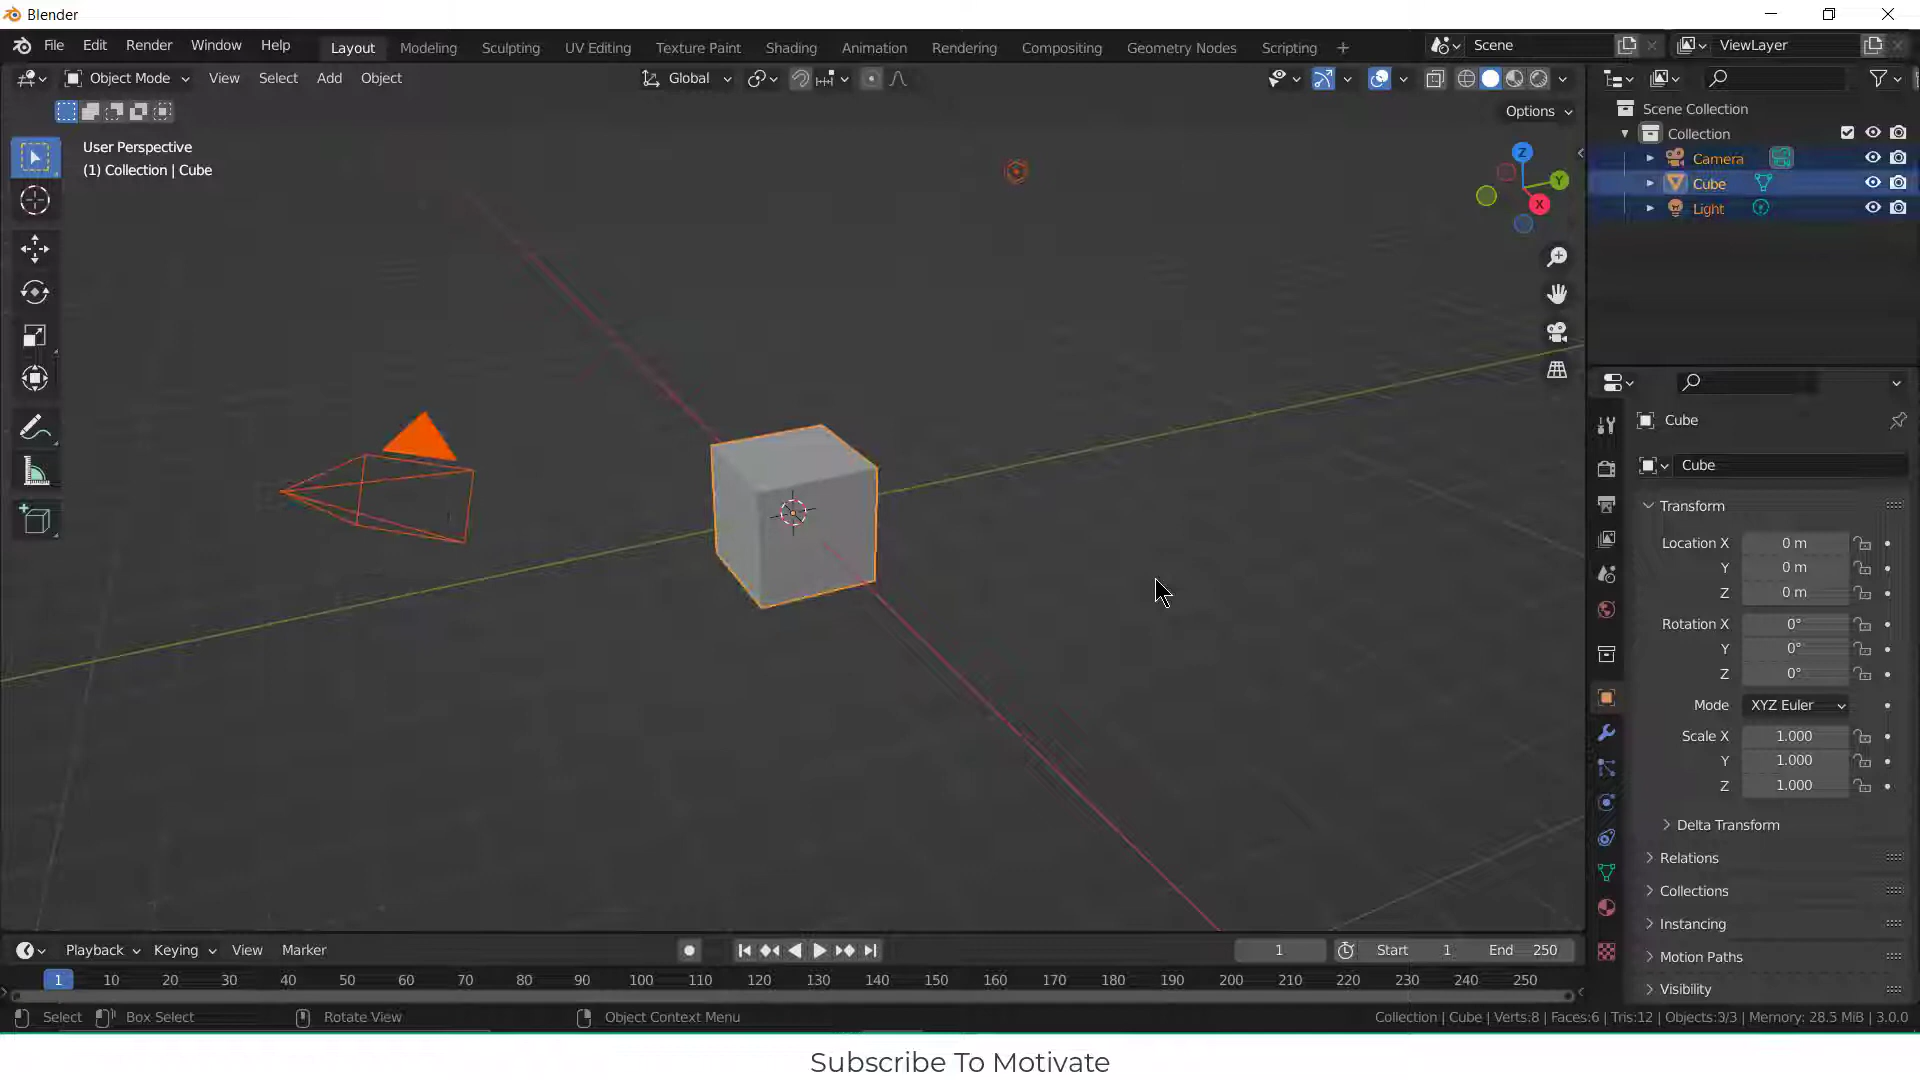 Blender
File Edit Render Window Help Layout Modeling Sculpting UV Editing Texture Paint Shading Animation Rendering Compositing Geometry Nodes Scripting + Scene ViewLayer
Object Mode View Select Add Object Global
Options
User Perspective
(1) Collection | Cube
Z
Y
X
Scene Collection
Collection
Camera
Cube
Light
Cube
Cube
Transform
Location X 0 m
Y 0 m
Z 0 m
Rotation X 0°
Y 0°
Z 0°
Mode XYZ Euler
Scale X 1.000
Y 1.000
Z 1.000
Delta Transform
Relations
Collections
Instancing
Motion Paths
Visibility
Playback Keying View Marker 1 Start 1 End 250
1 10 20 30 40 50 60 70 80 90 100 110 120 130 140 150 160 170 180 190 200 210 220 230 240 250
Select Box Select Rotate View Object Context Menu Collection | Cube | Verts:8 | Faces:6 | Tris:12 | Objects:3/3 | Memory: 28.5 MiB | 3.0.0
Subscribe To Motivate